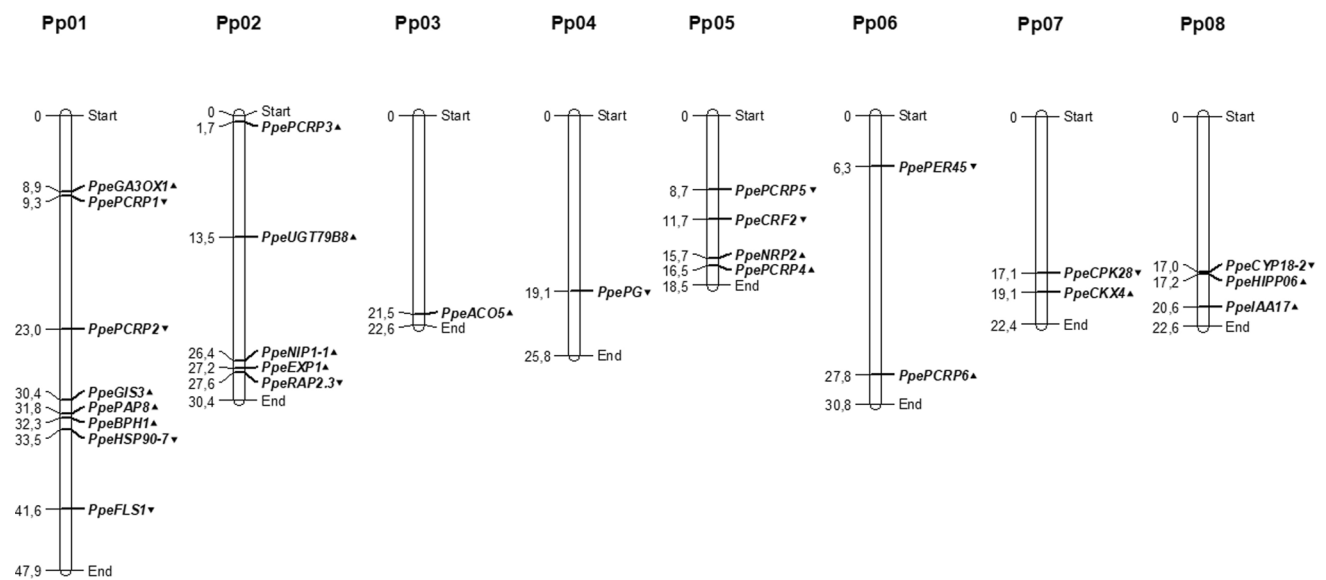 Pp01 Pp02 Pp03 Pp04 Pp05 Pp06 Pp07 Pp08
0 Start
8,9 PpeGA3OX1▲
9,3 PpePCRP1▼
23,0 PpePCRP2▼
30,4 PpeGIS3▲
31,8 PpePAP8▲
32,3 PpeBPH1▲
33,5 PpeHSP90-7▼
41,6 PpeFLS1▼
47,9 End
0 Start
1,7 PpePCRP3▲
13,5 PpeUGT79B8▲
26,4 PpeNIP1-1▲
27,2 PpeEXP1▲
27,6 PpeRAP2.3▼
30,4 End
0 Start
21,5 PpeACO5▲
22,6 End
0 Start
19,1 PpePG▼
25,8 End
0 Start
8,7 PpePCRP5▼
11,7 PpeCRF2▼
15,7 PpeNRP2▲
16,5 PpePCRP4▲
18,5 End
0 Start
6,3 PpePER45▼
27,8 PpePCRP6▲
30,8 End
0 Start
17,1 PpeCPK28▼
19,1 PpeCKX4▲
22,4 End
0 Start
17,0 PpeCYP18-2▼
17,2 PpeHIPP06▲
20,6 PpeIAA17▲
22,6 End